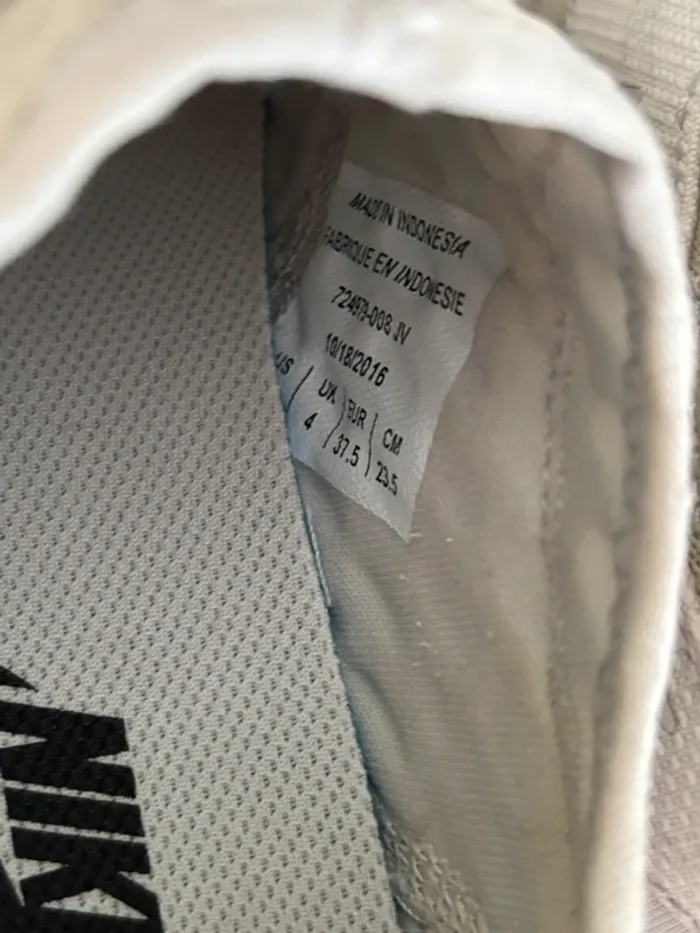 MADE IN INDONESIA
FABRIQUE EN INDONESIE
724979-008 JV
10/18/2016
US / UK / EUR / CM
/ 4 / 37.5 / 23.5
NIK